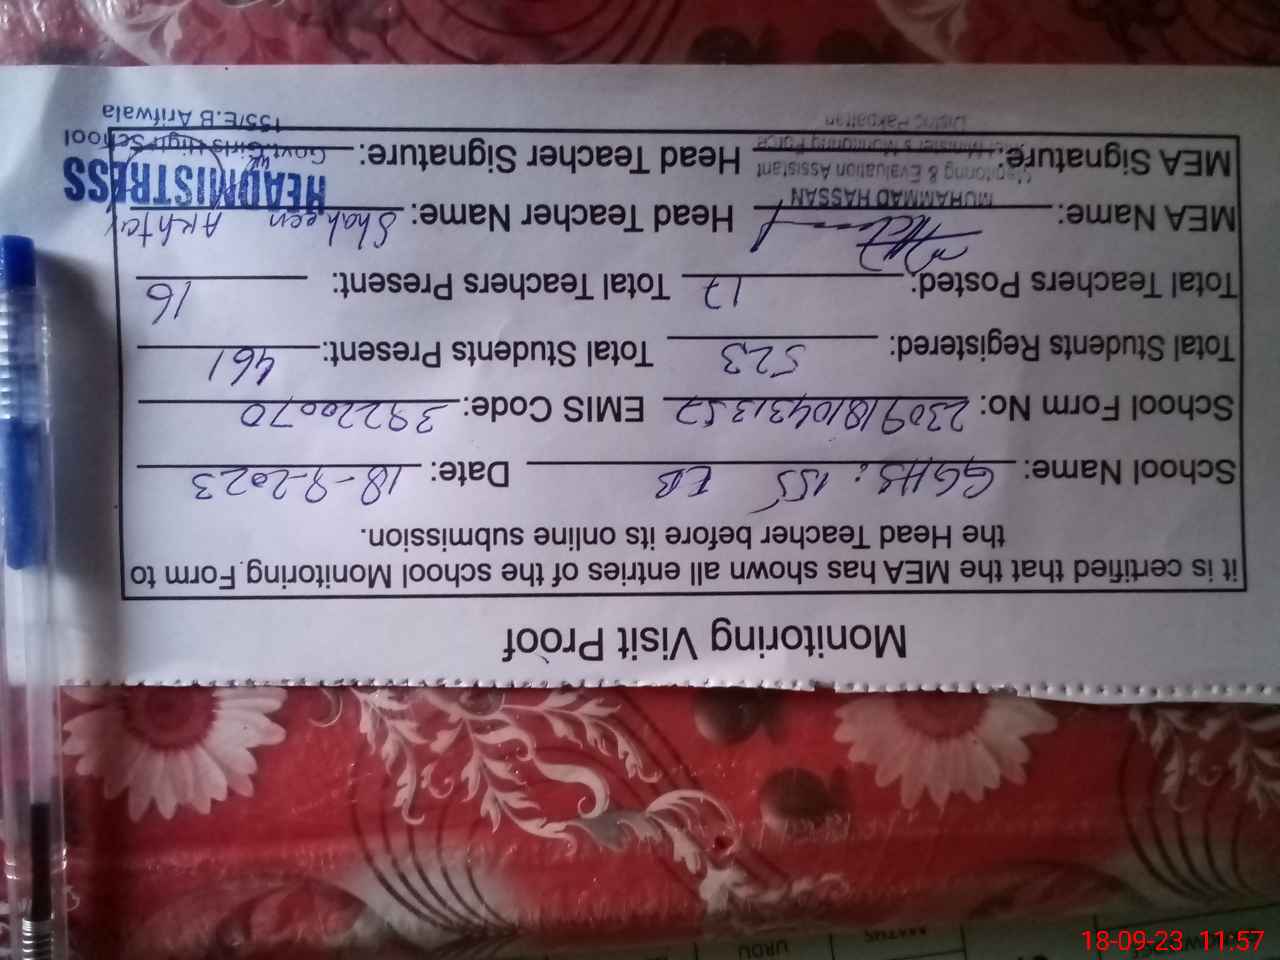 Monitoring Visit Proof
it is certified that the MEA has shown all entries of the school Monitoring Form to
the Head Teacher before its online submission.
School Name: GGHS: 155 EB Date: 18-9-2023
School Form No: 23091810431357 EMIS Code: 39220070
Total Students Registered: 523 Total Students Present: 461
Total Teachers Posted: 17 Total Teachers Present: 16
MEA Name: MUHAMMAD HASSAN Head Teacher Name: Shaheen Akhtar
Monitoring & Evaluation Assistant
HEADMISTRESS
MEA Signature: Head Teacher Signature:
Govt. Girls High School
155/E.B Arifwala
URDU
MATHS
18-09-23 11:57